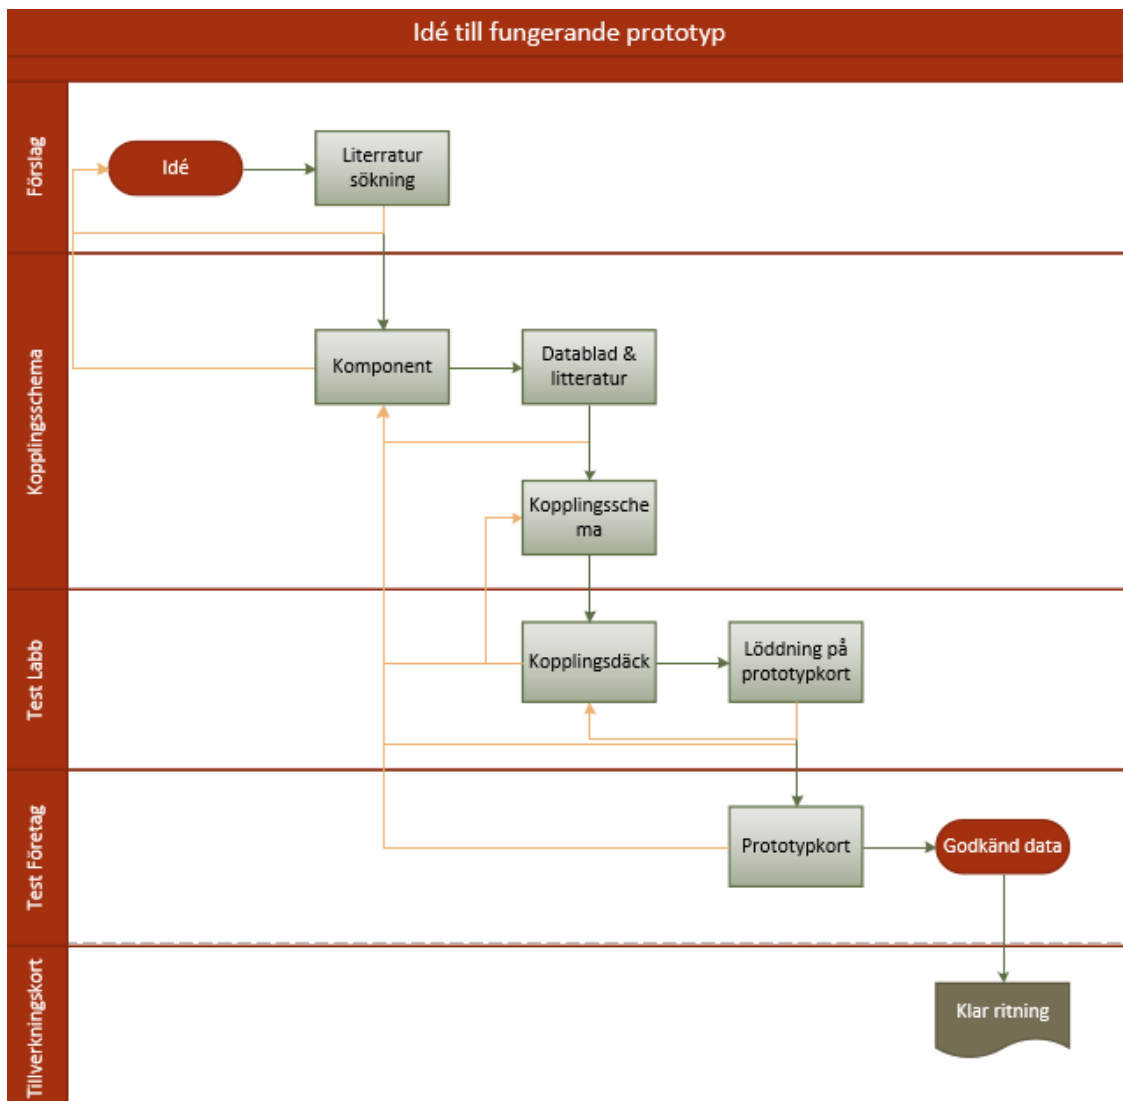 Idé till fungerande prototyp
Förslag
Idé
Literratur
sökning
Kopplingsschema
Komponent
Datablad &
litteratur
Kopplingssche
ma
Test Labb
Kopplingsdäck
Löddning på
prototypkort
Test Företag
Prototypkort
Godkänd data
Tillverkningskort
Klar ritning